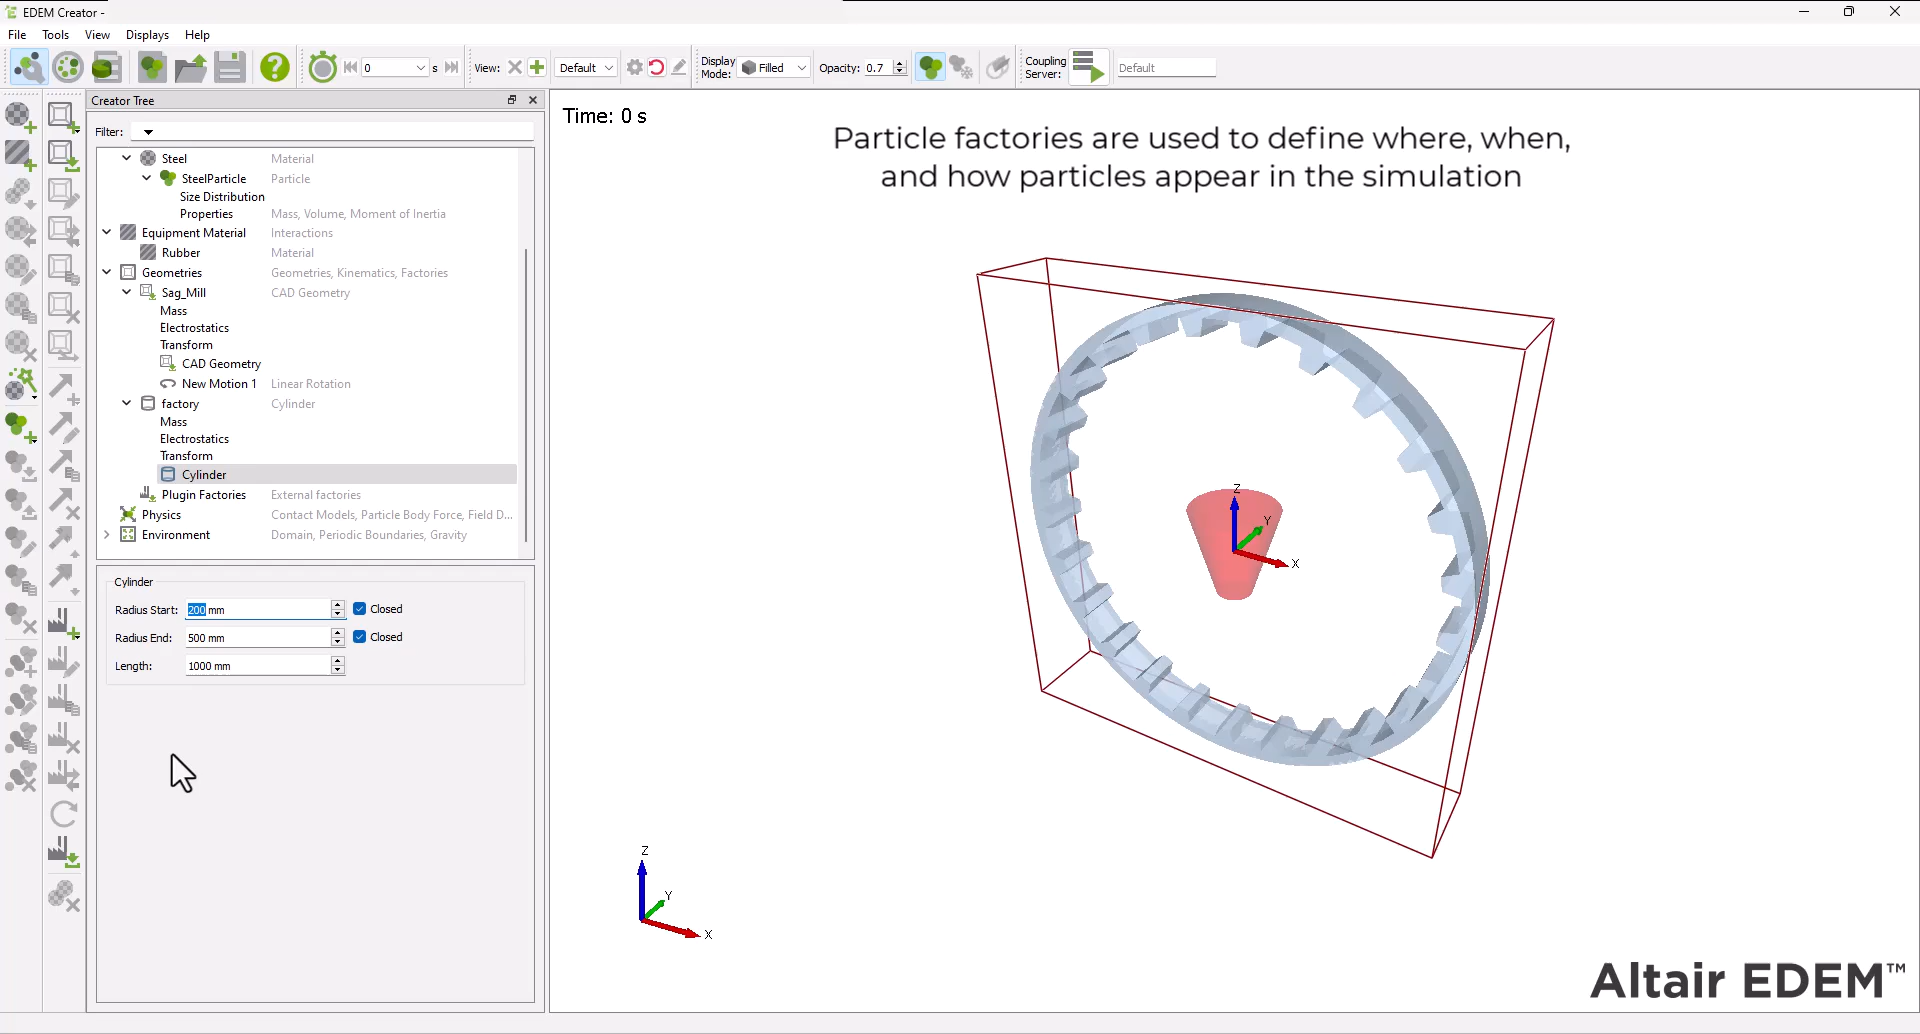 EDEM Creator -
File Tools View Displays Help
0 s View: Default Display Mode: Filled Opacity: 0.7 Coupling Server: Default
Creator Tree
Filter:
Steel Material
SteelParticle Particle
Size Distribution
Properties Mass, Volume, Moment of Inertia
Equipment Material Interactions
Rubber Material
Geometries Geometries, Kinematics, Factories
Sag_Mill CAD Geometry
Mass
Electrostatics
Transform
CAD Geometry
New Motion 1 Linear Rotation
factory Cylinder
Mass
Electrostatics
Transform
Cylinder
Plugin Factories External factories
Physics Contact Models, Particle Body Force, Field D...
Environment Domain, Periodic Boundaries, Gravity
Cylinder
Radius Start: 200 mm Closed
Radius End: 500 mm Closed
Length: 1000 mm
Time: 0 s
Particle factories are used to define where, when,
and how particles appear in the simulation
Z
Y
X
Z
Y
X
Altair EDEM™